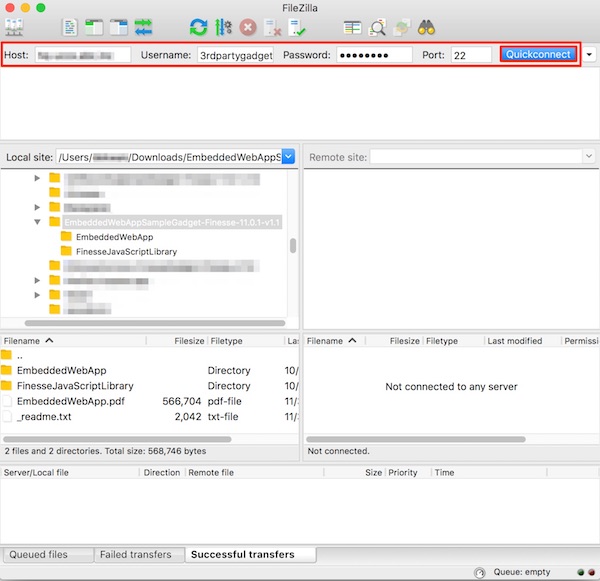 FileZilla
Host: Username: 3rdpartygadget Password: ●●●●●●●● Port: 22 Quickconnect
Local site: /Users/ /Downloads/EmbeddedWebAppS Remote site:
EmbeddedWebAppSampleGadget-Finesse-11.0.1-v1.1
EmbeddedWebApp
FinesseJavaScriptLibrary
Filename Filesize Filetype Las Filename Filesize Filetype Last modified Permissi
..
EmbeddedWebApp Directory 10/
FinesseJavaScriptLibrary Directory 10/
EmbeddedWebApp.pdf 566,704 pdf-file 11/
_readme.txt 2,042 txt-file 11/
Not connected to any server
2 files and 2 directories. Total size: 568,746 bytes Not connected.
Server/Local file Direction Remote file Size Priority Time
Queued files Failed transfers Successful transfers
Queue: empty